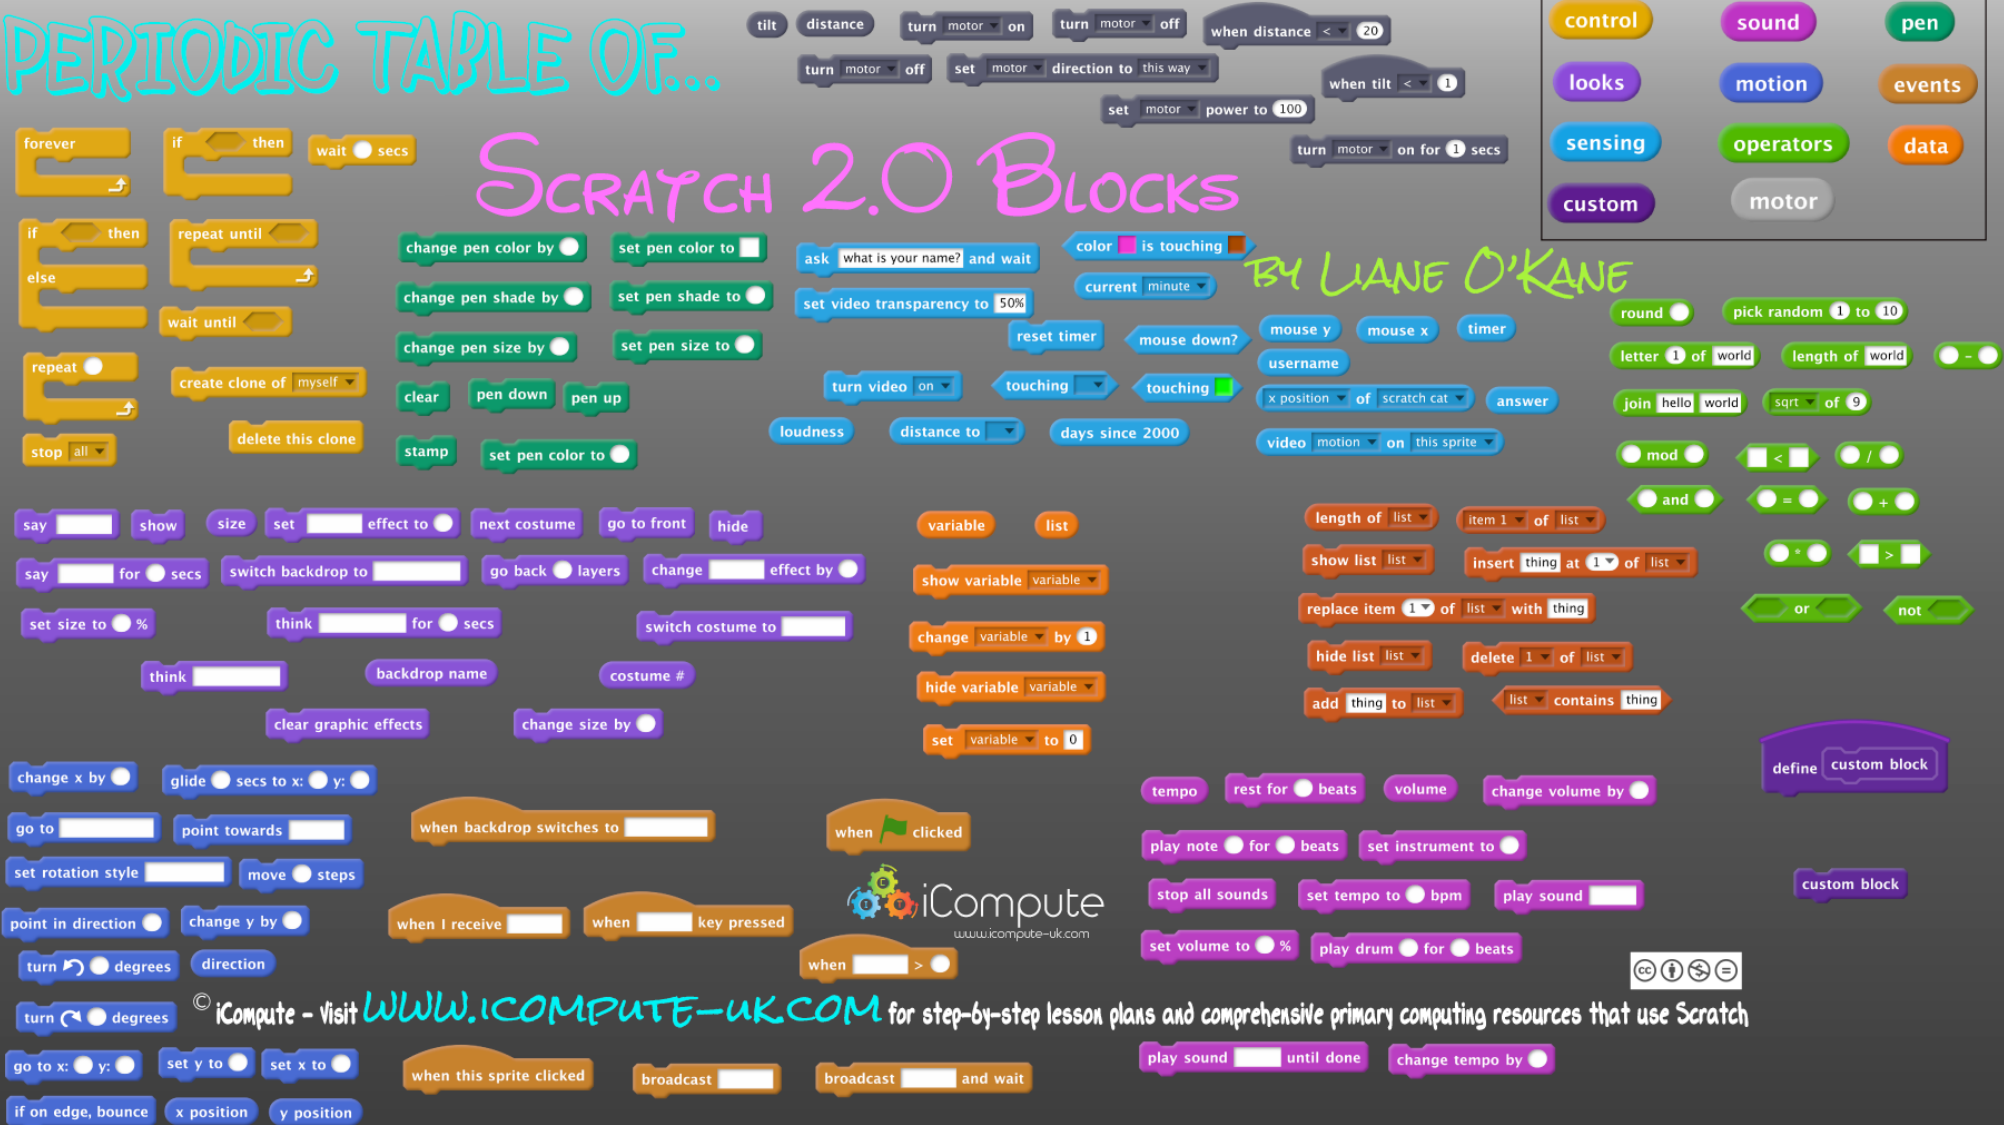 PERIODIC TABLE OF...
SCRATCH 2.0 BLOCKS
BY LIANE O'KANE
tilt
distance
turn motor on
turn motor off
when distance < 20
turn motor off
set motor direction to this way
when tilt < 1
set motor power to 100
turn motor on for 1 secs
control
sound
pen
looks
motion
events
sensing
operators
data
custom
motor
forever
if then
wait secs
if then
else
repeat until
wait until
repeat
create clone of myself
delete this clone
stop all
change pen color by
set pen color to
change pen shade by
set pen shade to
change pen size by
set pen size to
clear
pen down
pen up
stamp
set pen color to
ask what is your name? and wait
color is touching
current minute
set video transparency to 50%
reset timer
mouse down?
mouse y
mouse x
timer
username
turn video on
touching
touching
x position of scratch cat
answer
loudness
distance to
days since 2000
video motion on this sprite
round
pick random 1 to 10
letter 1 of world
length of world
-
join hello world
sqrt of 9
mod
<
/
and
=
+
*
>
or
not
say
show
size
set effect to
next costume
go to front
hide
say for secs
switch backdrop to
go back layers
change effect by
set size to %
think for secs
switch costume to
think
backdrop name
costume #
clear graphic effects
change size by
variable
list
show variable variable
change variable by 1
hide variable variable
set variable to 0
length of list
item 1 of list
show list list
insert thing at 1 of list
replace item 1 of list with thing
hide list list
delete 1 of list
add thing to list
list contains thing
define custom block
custom block
change x by
glide secs to x: y:
go to
point towards
set rotation style
move steps
point in direction
change y by
turn degrees
direction
turn degrees
go to x: y:
set y to
set x to
if on edge, bounce
x position
y position
when backdrop switches to
when clicked
when I receive
when key pressed
when >
iCompute
www.icompute-uk.com
tempo
rest for beats
volume
change volume by
play note for beats
set instrument to
stop all sounds
set tempo to bpm
play sound
set volume to %
play drum for beats
cc
© iCompute - Visit WWW.ICOMPUTE-UK.COM for step-by-step lesson plans and comprehensive primary computing resources that use Scratch
when this sprite clicked
broadcast
broadcast and wait
play sound until done
change tempo by